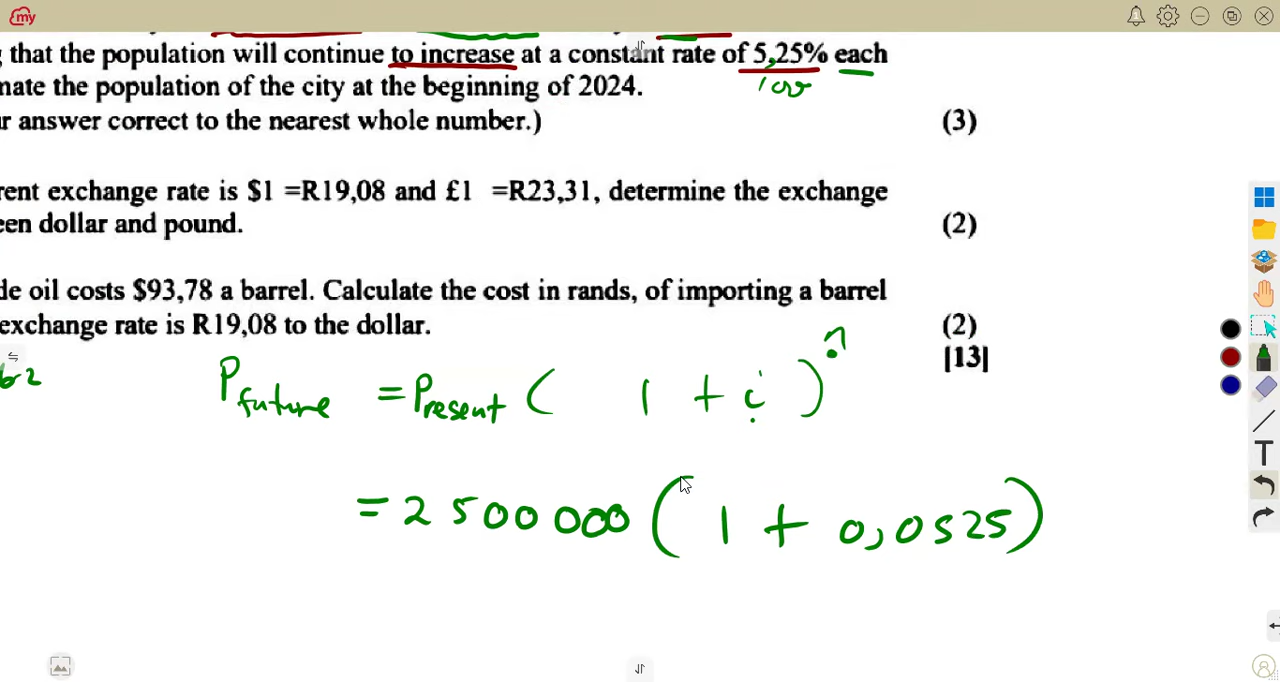 my
that the population will continue to increase at a constant rate of 5,25% each
100
mate the population of the city at the beginning of 2024.
r answer correct to the nearest whole number.) (3)
rent exchange rate is $1 =R19,08 and £1 =R23,31, determine the exchange
een dollar and pound. (2)
de oil costs $93,78 a barrel. Calculate the cost in rands, of importing a barrel
exchange rate is R19,08 to the dollar. (2)
[13]
P future = Present ( 1 + i )^n
= 2 500 000 ( 1 + 0,0525 )
T